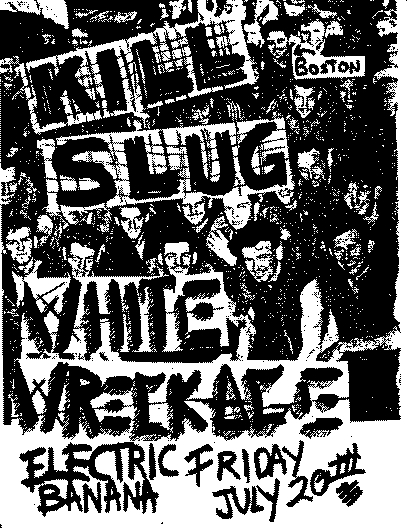 KILL
BOSTON
SLUG
WHITE
WRECKAGE
ELECTRIC FRIDAY
BANANA JULY 20TH